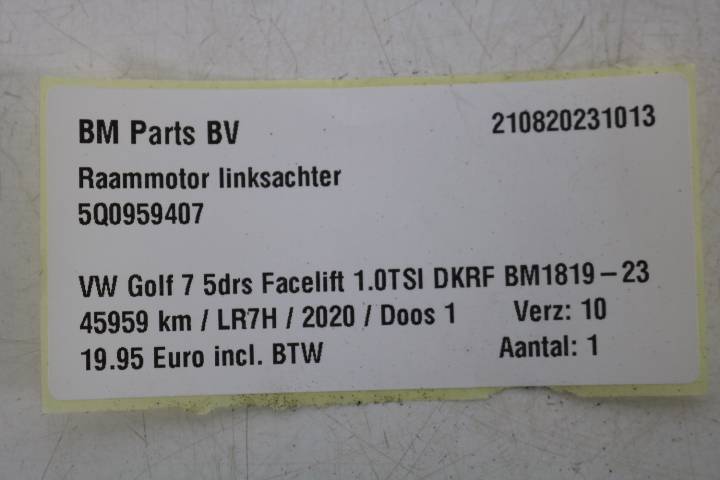 BM Parts BV 210820231013
Raammotor linksachter
5Q0959407
VW Golf 7 5drs Facelift 1.0TSI DKRF BM1819-23
45959 km / LR7H / 2020 / Doos 1 Verz: 10
19.95 Euro incl. BTW Aantal: 1